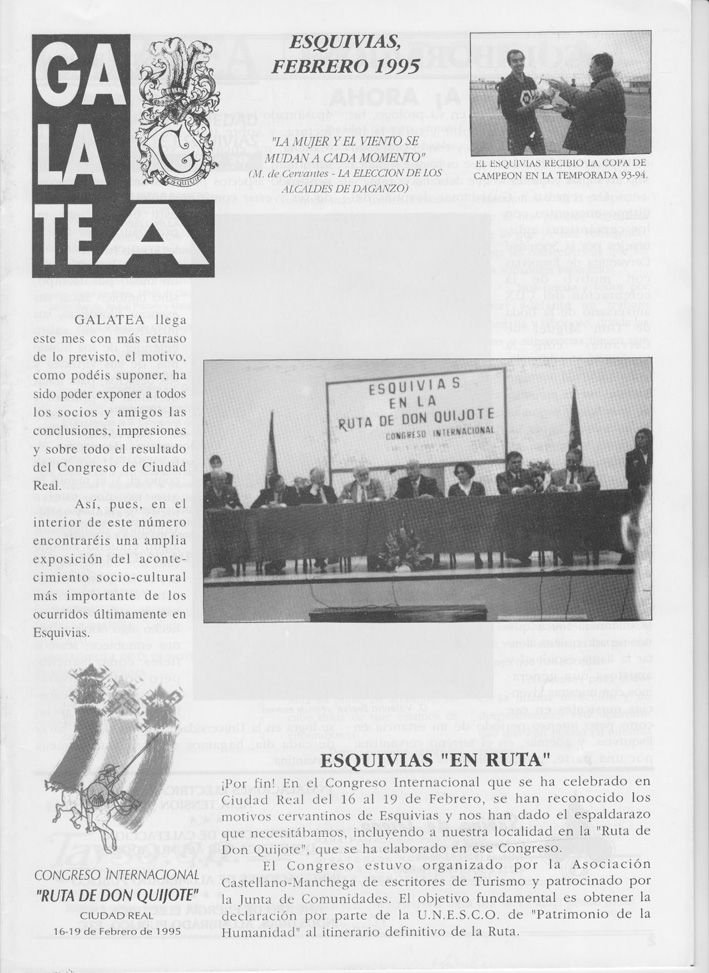 GA
LA
TEA
ESQUIVIAS,
FEBRERO 1995
"LA MUJER Y EL VIENTO SE
MUDAN A CADA MOMENTO"
(M. de Cervantes - LA ELECCION DE LOS
ALCALDES DE DAGANZO)
EL ESQUIVIAS RECIBIO LA COPA DE
CAMPEON EN LA TEMPORADA 93-94.
GALATEA llega
este mes con más retraso
de lo previsto, el motivo,
como podéis suponer, ha
sido poder exponer a todos
los socios y amigos las
conclusiones, impresiones
y sobre todo el resultado
del Congreso de Ciudad
Real.
Así, pues, en el
interior de este número
encontraréis una amplia
exposición del aconte-
cimiento socio-cultural
más importante de los
ocurridos últimamente en
Esquivias.
ESQUIVIAS
EN LA
RUTA DE DON QUIJOTE
CONGRESO INTERNACIONAL
CONGRESO INTERNACIONAL
"RUTA DE DON QUIJOTE"
CIUDAD REAL
16-19 de Febrero de 1995
ESQUIVIAS "EN RUTA"
¡Por fin! En el Congreso Internacional que se ha celebrado en
Ciudad Real del 16 al 19 de Febrero, se han reconocido los
motivos cervantinos de Esquivias y nos han dado el espaldarazo
que necesitábamos, incluyendo a nuestra localidad en la "Ruta de
Don Quijote", que se ha elaborado en ese Congreso.
El Congreso estuvo organizado por la Asociación
Castellano-Manchega de escritores de Turismo y patrocinado por
la Junta de Comunidades. El objetivo fundamental es obtener la
declaración por parte de la U.N.E.S.C.O. de "Patrimonio de la
Humanidad" al itinerario definitivo de la Ruta.